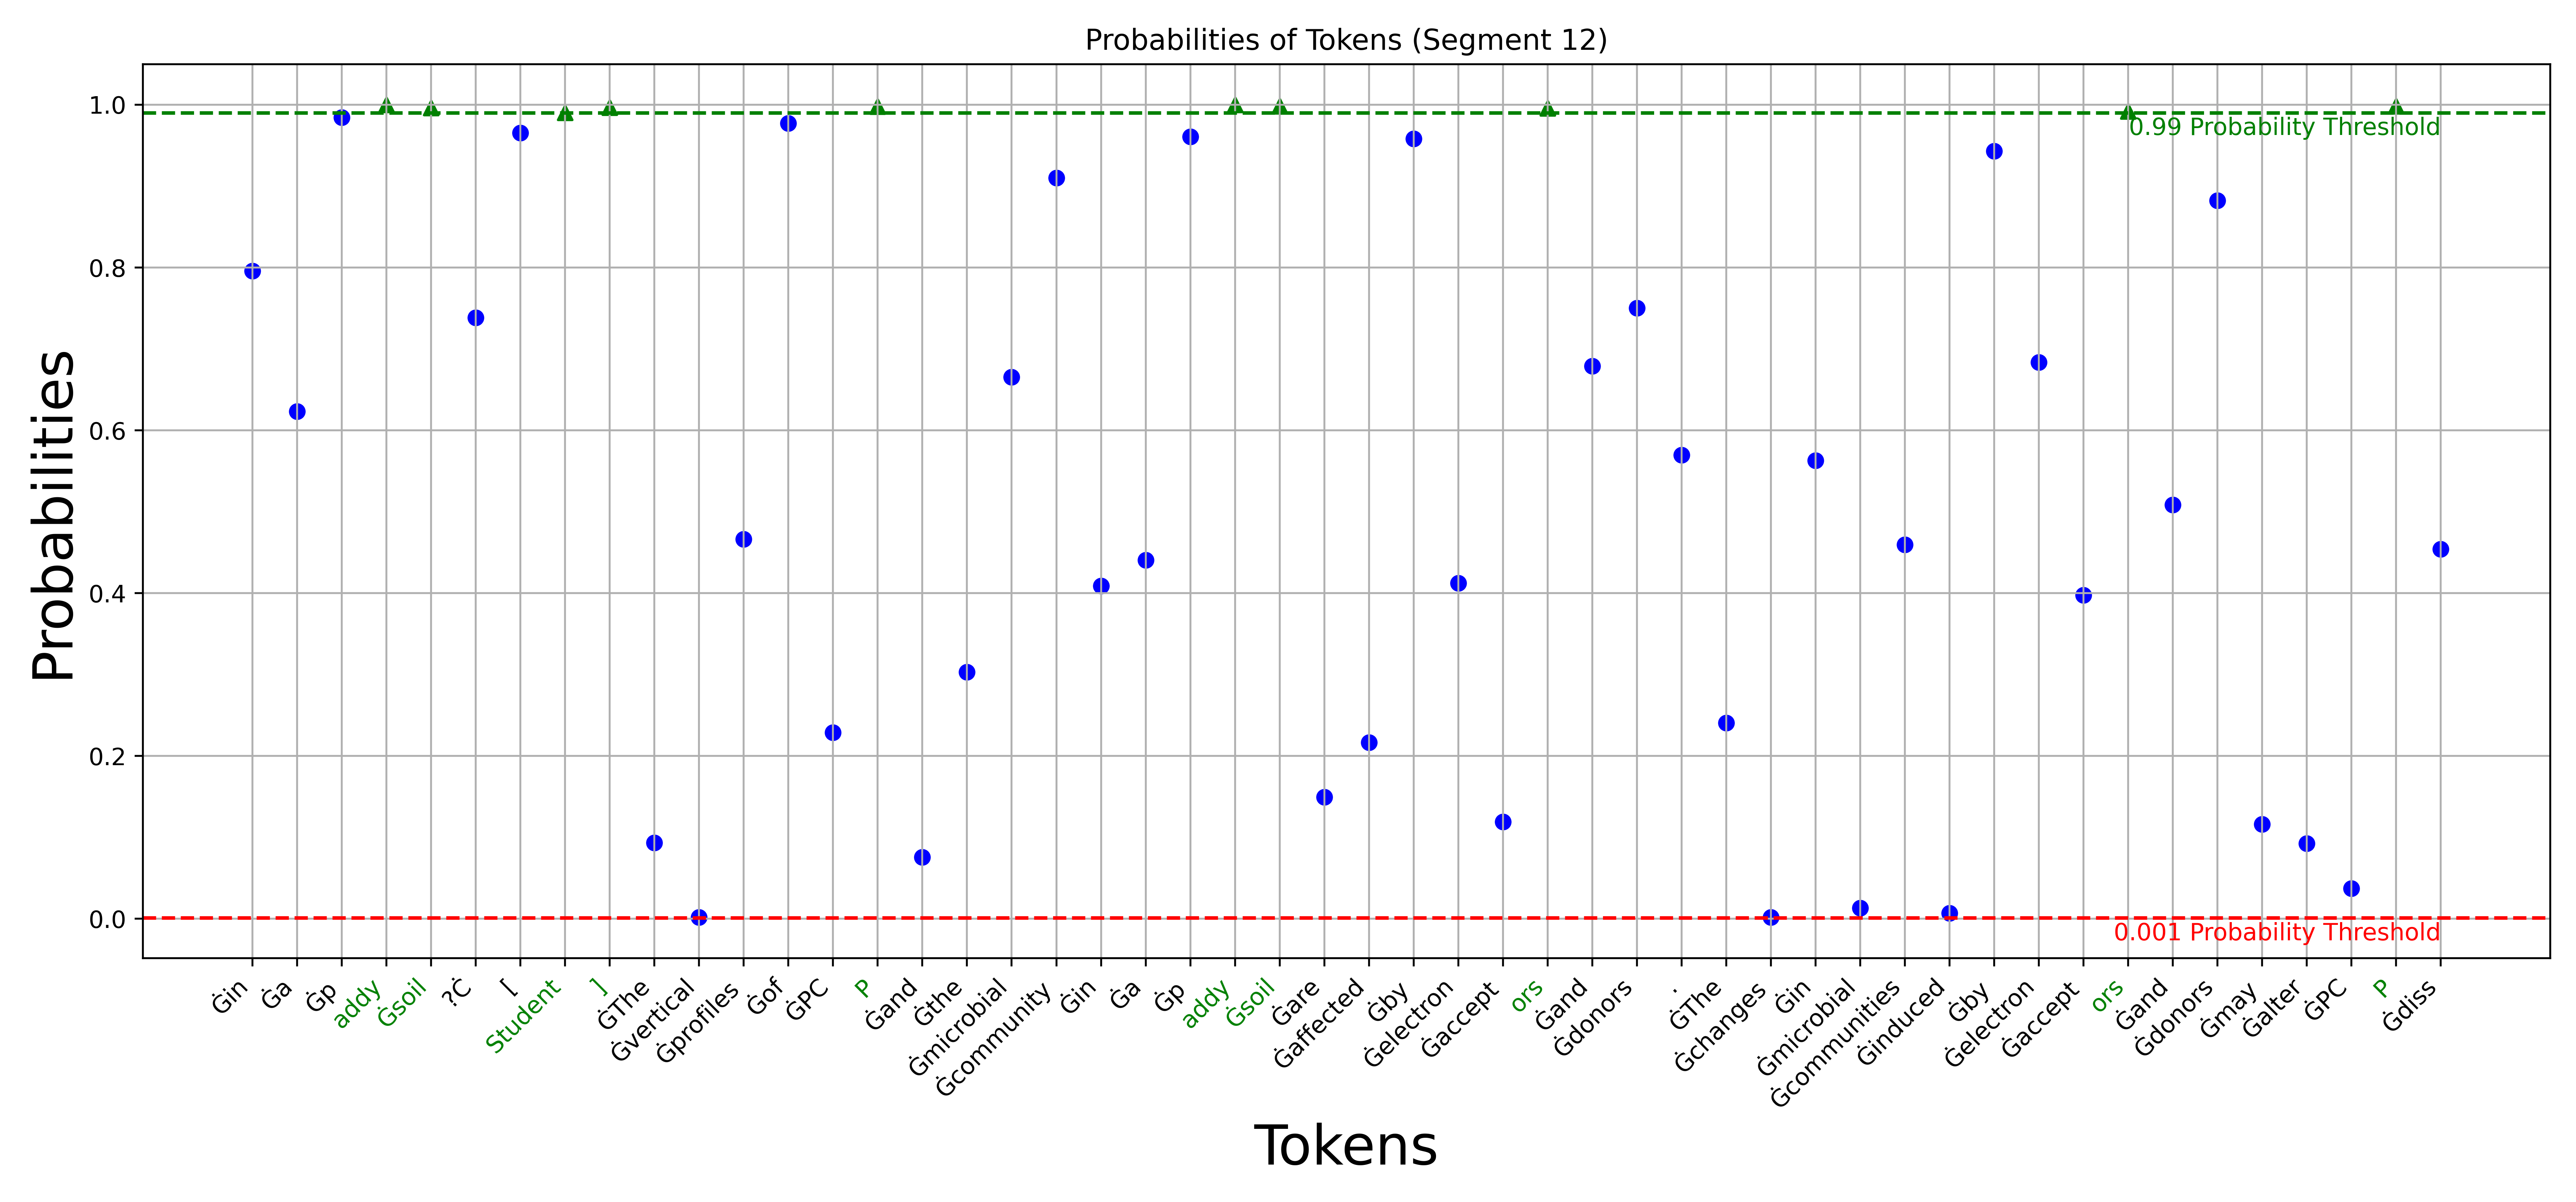 Probabilities of Tokens (Segment 12)
Probabilities
1.0
0.8
0.6
0.4
0.2
0.0
0.99 Probability Threshold
0.001 Probability Threshold
Ġin
Ġa
Ġp
addy
Ġsoil
?Ċ
[
Student
]
ĠThe
Ġvertical
Ġprofiles
Ġof
ĠPC
P
Ġand
Ġthe
Ġmicrobial
Ġcommunity
Ġin
Ġa
Ġp
addy
Ġsoil
Ġare
Ġaffected
Ġby
Ġelectron
Ġaccept
ors
Ġand
Ġdonors
.
ĠThe
Ġchanges
Ġin
Ġmicrobial
Ġcommunities
Ġinduced
Ġby
Ġelectron
Ġaccept
ors
Ġand
Ġdonors
Ġmay
Ġalter
ĠPC
P
Ġdiss
Tokens